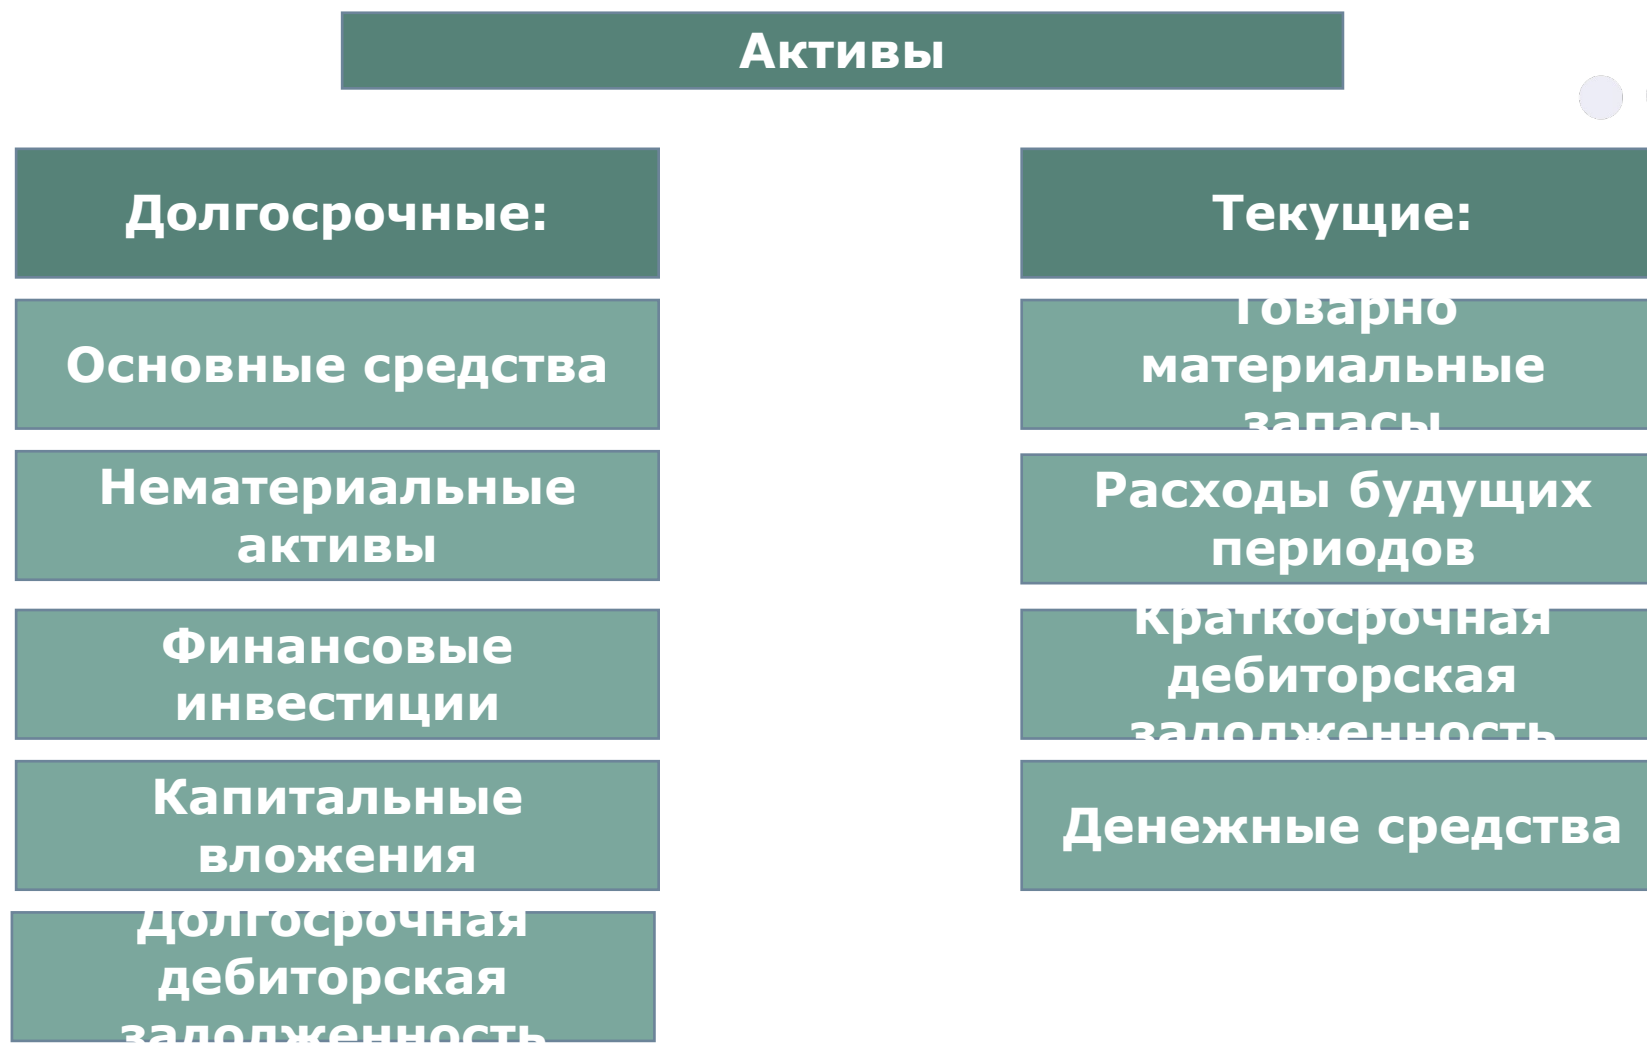 Активы
Долгосрочные:
Основные средства
Нематериальные
активы
Финансовые
инвестиции
Капитальные
вложения
Долгосрочная
дебиторская
задолженность
Текущие:
Товарно
материальные
запасы
Расходы будущих
периодов
Краткосрочная
дебиторская
задолженность
Денежные средства